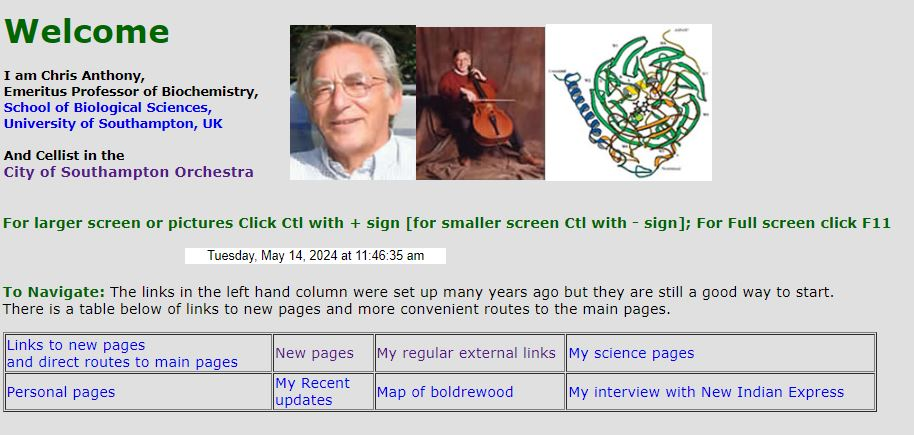 Welcome
I am Chris Anthony,
Emeritus Professor of Biochemistry,
School of Biological Sciences,
University of Southampton, UK
And Cellist in the
City of Southampton Orchestra
For larger screen or pictures Click Ctl with + sign [for smaller screen Ctl with - sign]; For Full screen click F11
Tuesday, May 14, 2024 at 11:46:35 am
To Navigate: The links in the left hand column were set up many years ago but they are still a good way to start.
There is a table below of links to new pages and more convenient routes to the main pages.
Links to new pages
and direct routes to main pages
New pages
My regular external links
My science pages
Personal pages
My Recent
updates
Map of boldrewood
My interview with New Indian Express